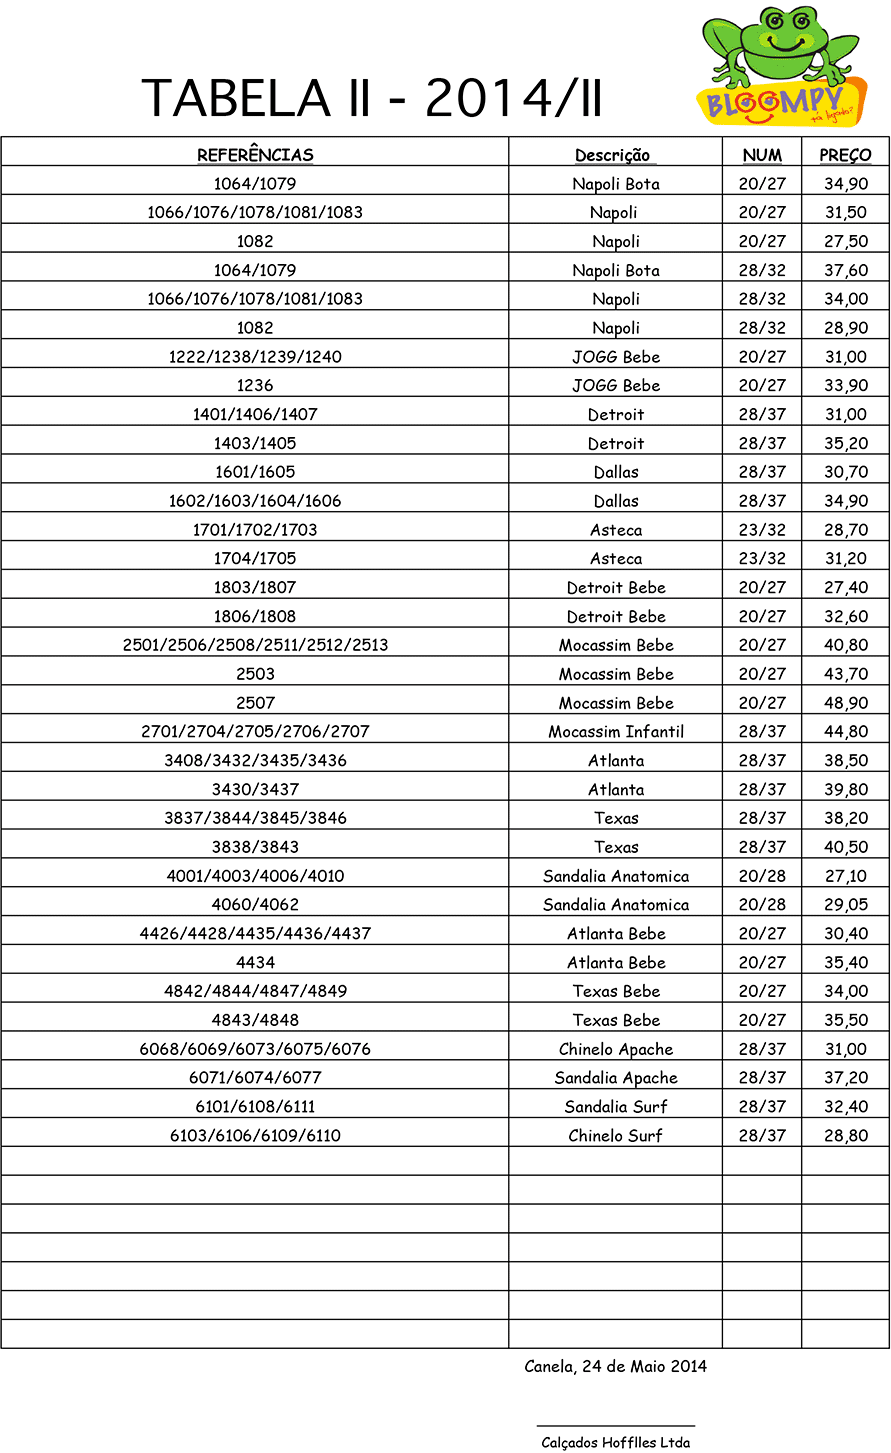 TABELA II - 2014/II
BLOOMPY
REFERÊNCIAS Descrição NUM PREÇO
1064/1079 Napoli Bota 20/27 34,90
1066/1076/1078/1081/1083 Napoli 20/27 31,50
1082 Napoli 20/27 27,50
1064/1079 Napoli Bota 28/32 37,60
1066/1076/1078/1081/1083 Napoli 28/32 34,00
1082 Napoli 28/32 28,90
1222/1238/1239/1240 JOGG Bebe 20/27 31,00
1236 JOGG Bebe 20/27 33,90
1401/1406/1407 Detroit 28/37 31,00
1403/1405 Detroit 28/37 35,20
1601/1605 Dallas 28/37 30,70
1602/1603/1604/1606 Dallas 28/37 34,90
1701/1702/1703 Asteca 23/32 28,70
1704/1705 Asteca 23/32 31,20
1803/1807 Detroit Bebe 20/27 27,40
1806/1808 Detroit Bebe 20/27 32,60
2501/2506/2508/2511/2512/2513 Mocassim Bebe 20/27 40,80
2503 Mocassim Bebe 20/27 43,70
2507 Mocassim Bebe 20/27 48,90
2701/2704/2705/2706/2707 Mocassim Infantil 28/37 44,80
3408/3432/3435/3436 Atlanta 28/37 38,50
3430/3437 Atlanta 28/37 39,80
3837/3844/3845/3846 Texas 28/37 38,20
3838/3843 Texas 28/37 40,50
4001/4003/4006/4010 Sandalia Anatomica 20/28 27,10
4060/4062 Sandalia Anatomica 20/28 29,05
4426/4428/4435/4436/4437 Atlanta Bebe 20/27 30,40
4434 Atlanta Bebe 20/27 35,40
4842/4844/4847/4849 Texas Bebe 20/27 34,00
4843/4848 Texas Bebe 20/27 35,50
6068/6069/6073/6075/6076 Chinelo Apache 28/37 31,00
6071/6074/6077 Sandalia Apache 28/37 37,20
6101/6108/6111 Sandalia Surf 28/37 32,40
6103/6106/6109/6110 Chinelo Surf 28/37 28,80
Canela, 24 de Maio 2014
Calçados Hofflles Ltda